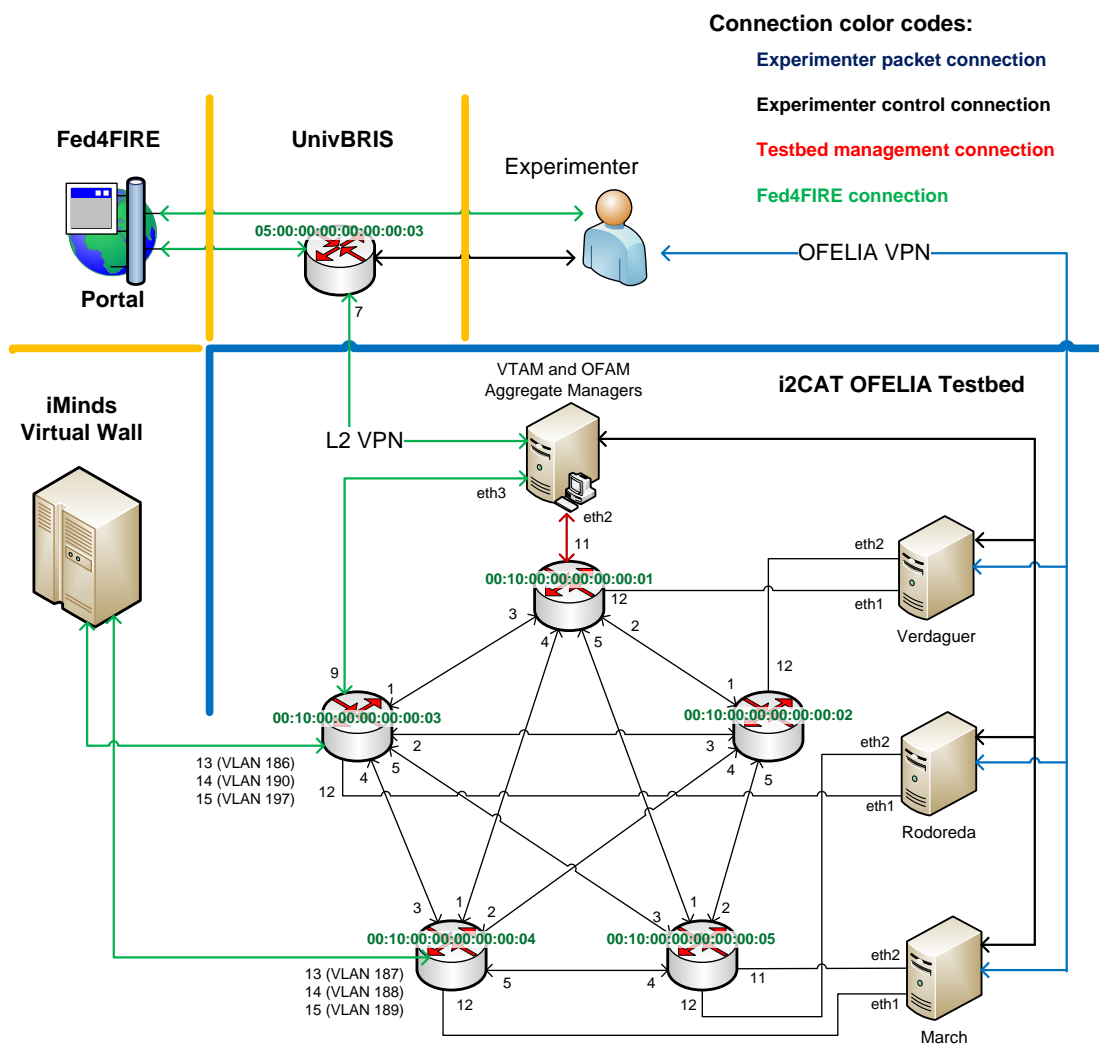 Connection color codes:
Experimenter packet connection
Experimenter control connection
Testbed management connection
Fed4FIRE connection
Fed4FIRE
UnivBRIS
Experimenter
05:00:00:00:00:00:00:03
OFELIA VPN
Portal
7
VTAM and OFAM
Aggregate Managers
i2CAT OFELIA Testbed
iMinds
Virtual Wall
L2 VPN
eth3
eth2
11
00:10:00:00:00:00:00:01
12
3
4
5
2
eth2
eth1
Verdaguer
9
1
00:10:00:00:00:00:00:03
2
4
5
12
13 (VLAN 186)
14 (VLAN 190)
15 (VLAN 197)
12
1
00:10:00:00:00:00:00:02
3
4
5
eth2
eth1
Rodoreda
3
1
2
00:10:00:00:00:00:00:04
5
12
13 (VLAN 187)
14 (VLAN 188)
15 (VLAN 189)
1
2
3
00:10:00:00:00:00:00:05
4
11
12
eth2
eth1
March